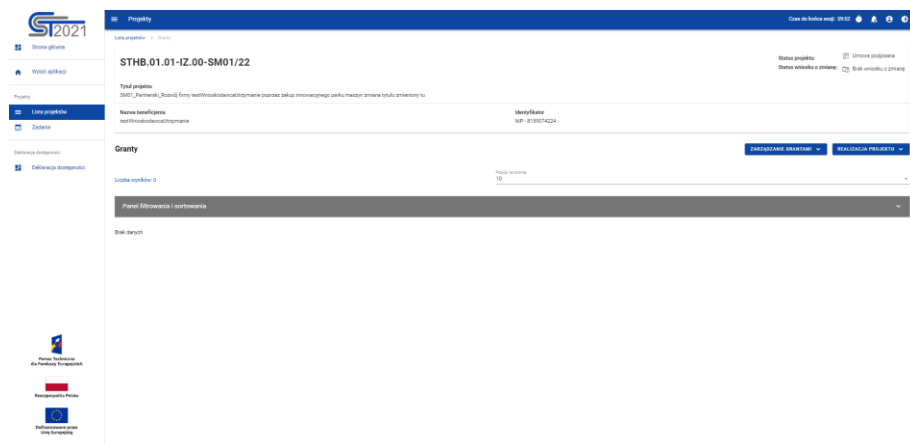 CST2021
Projekty
Czas do końca sesji: 09:52
Strona główna
Wybór aplikacji
Projekty
Lista projektów
Zadania
Deklaracja dostępności
Deklaracja dostępności
Pomoc Techniczna
dla Funduszy Europejskich
Rzeczpospolita Polska
Dofinansowane przez
Unię Europejską
Lista projektów > Granty
STHB.01.01-IZ.00-SM01/22
Status projektu: Umowa podpisana
Status wniosku o zmianę: Brak wniosku o zmianę
Tytuł projektu
SM01_Partnerski_Rozwój firmy testWnioskodawcaUtrzymanie poprzez zakup innowacyjnego parku maszyn zmiana tytułu zmieniony tu
Nazwa beneficjenta
testWnioskodawcaUtrzymanie
Identyfikator
NIP - 8159074224
Granty
ZARZĄDZANIE GRANTAMI
REALIZACJA PROJEKTU
Liczba wyników: 0
Pozycji na stronie
10
Panel filtrowania i sortowania
Brak danych